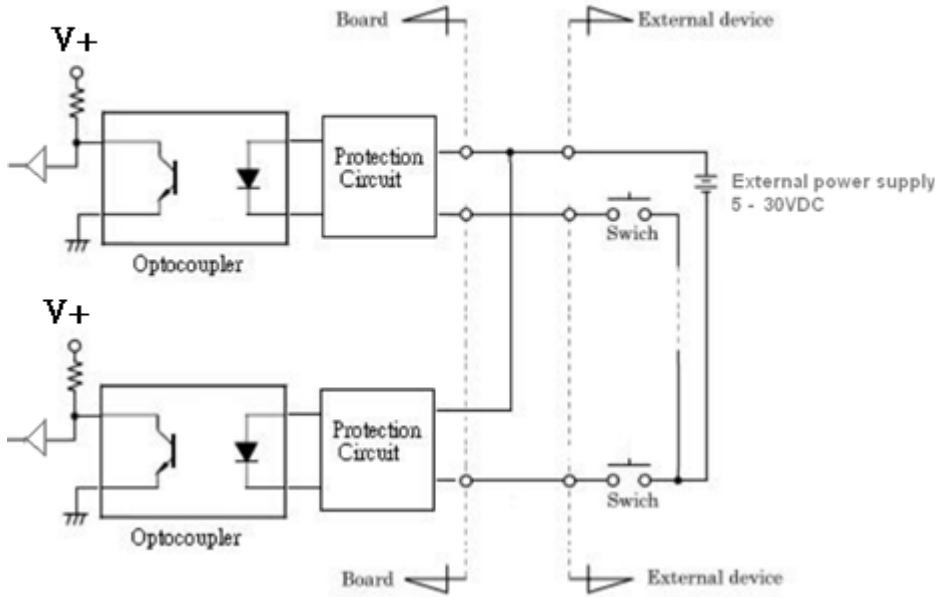 Board
External device
V+
Protection
Circuit
External power supply
5 - 30VDC
Swich
Optocoupler
V+
Protection
Circuit
Swich
Optocoupler
Board
External device